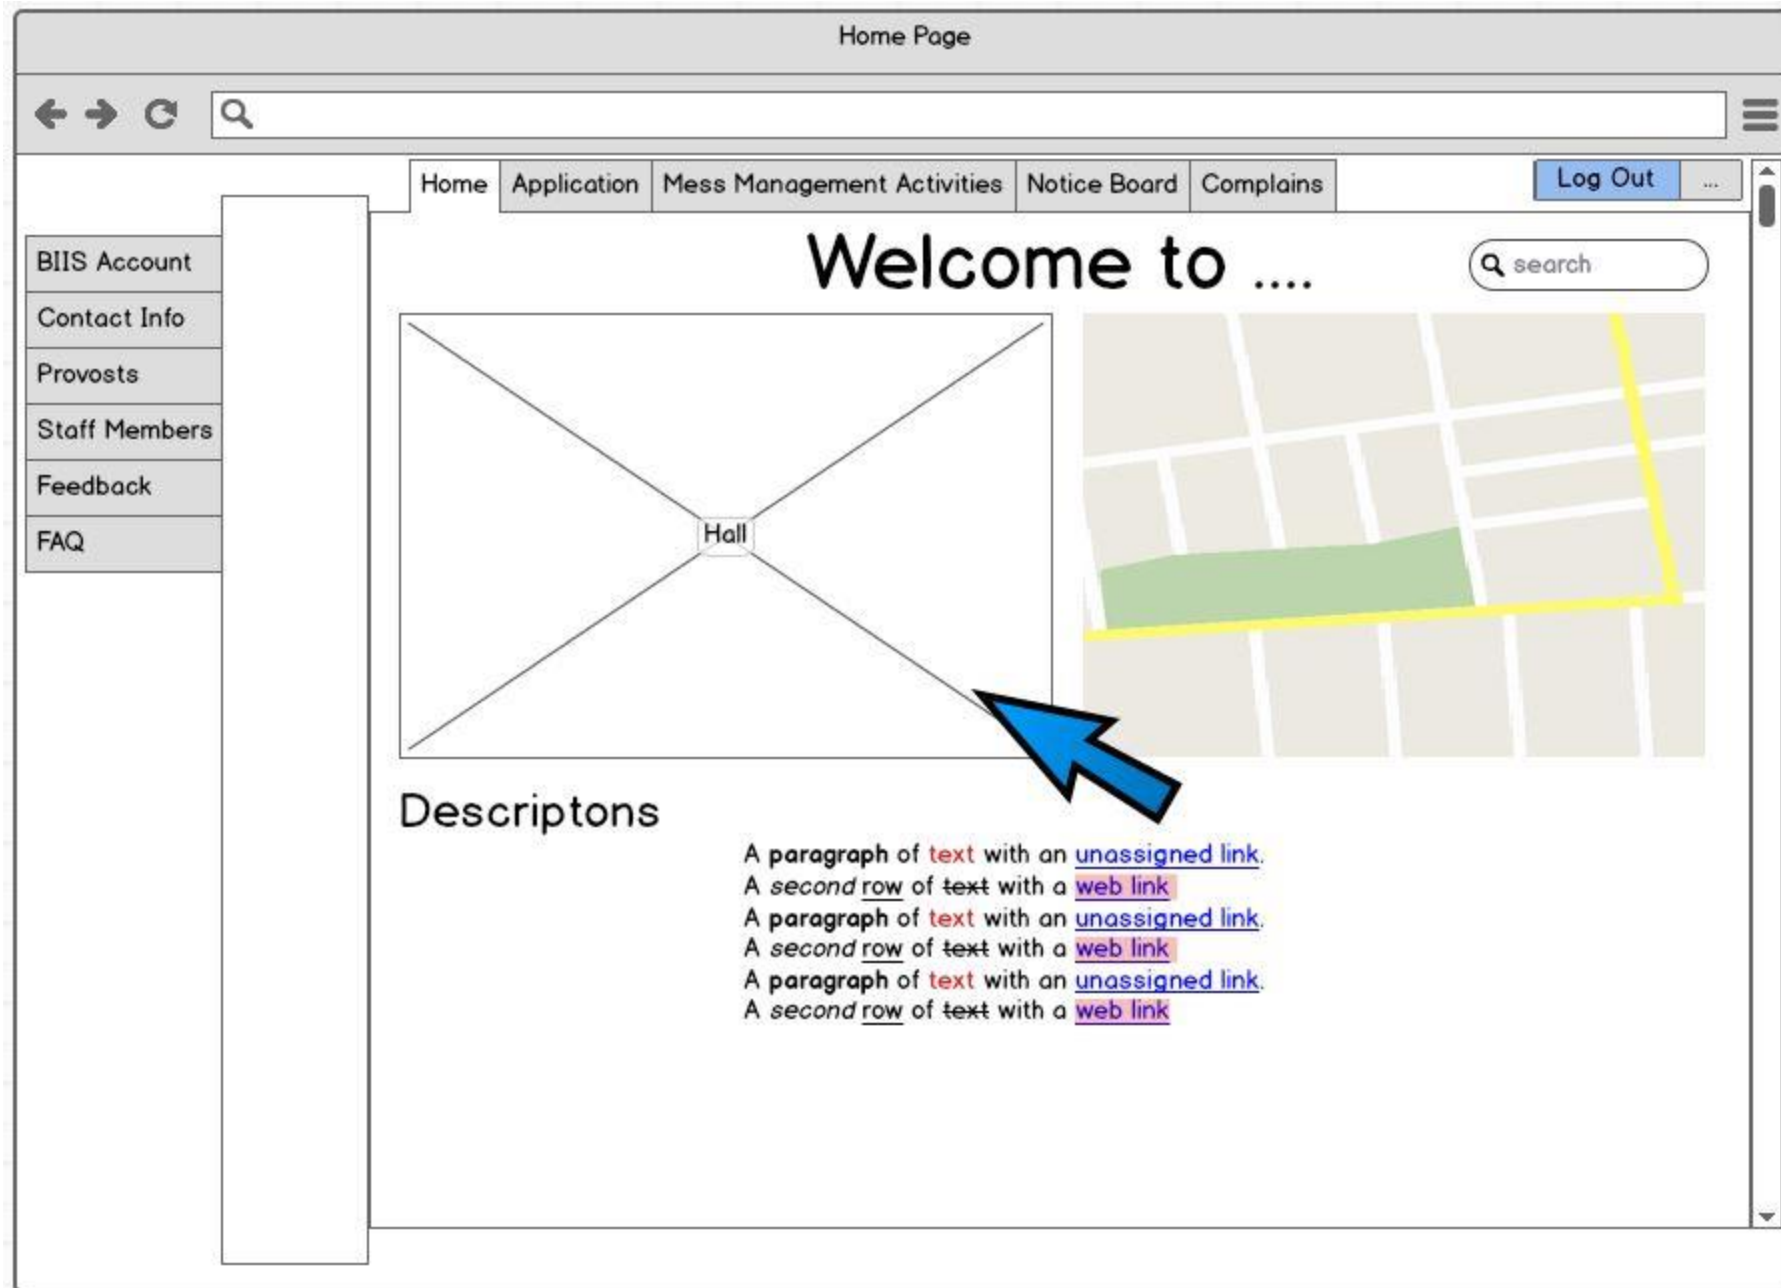 Home Page
Home Application Mess Management Activities Notice Board Complains Log Out ...
BIIS Account
Contact Info
Provosts
Staff Members
Feedback
FAQ
Welcome to ....
search
Hall
Descriptons
A paragraph of text with an unassigned link.
A second row of text with a web link
A paragraph of text with an unassigned link.
A second row of text with a web link
A paragraph of text with an unassigned link.
A second row of text with a web link